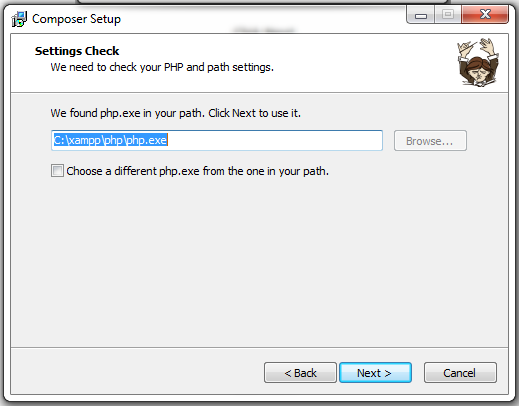 Composer Setup
Settings Check
We need to check your PHP and path settings.
We found php.exe in your path. Click Next to use it.
C:\xampp\php\php.exe
Browse...
Choose a different php.exe from the one in your path.
< Back
Next >
Cancel